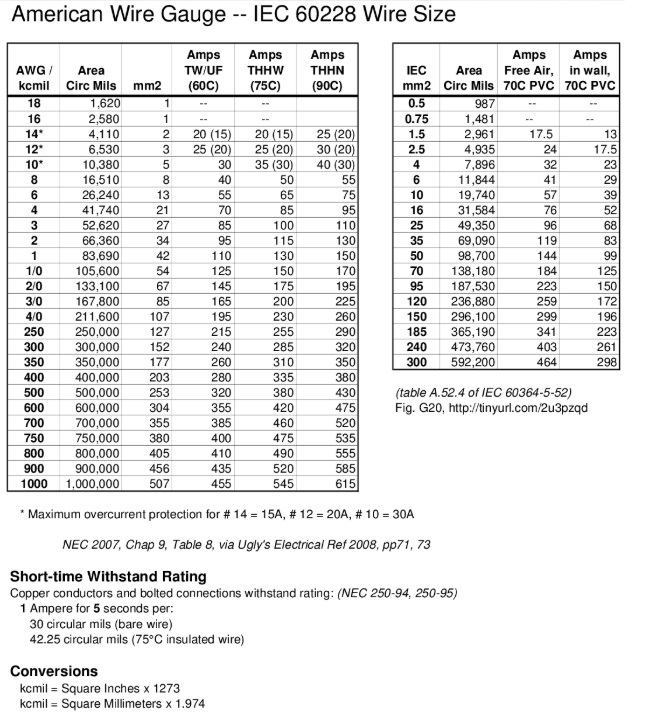 American Wire Gauge -- IEC 60228 Wire Size
Amps Amps Amps
AWG / Area TW/UF THHW THHN
kcmil Circ Mils mm2 (60C) (75C) (90C)
18 1,620 1 -- --
16 2,580 1 -- --
14* 4,110 2 20 (15) 20 (15) 25 (20)
12* 6,530 3 25 (20) 25 (20) 30 (20)
10* 10,380 5 30 35 (30) 40 (30)
8 16,510 8 40 50 55
6 26,240 13 55 65 75
4 41,740 21 70 85 95
3 52,620 27 85 100 110
2 66,360 34 95 115 130
1 83,690 42 110 130 150
1/0 105,600 54 125 150 170
2/0 133,100 67 145 175 195
3/0 167,800 85 165 200 225
4/0 211,600 107 195 230 260
250 250,000 127 215 255 290
300 300,000 152 240 285 320
350 350,000 177 260 310 350
400 400,000 203 280 335 380
500 500,000 253 320 380 430
600 600,000 304 355 420 475
700 700,000 355 385 460 520
750 750,000 380 400 475 535
800 800,000 405 410 490 555
900 900,000 456 435 520 585
1000 1,000,000 507 455 545 615
Amps Amps
IEC Area Free Air, in wall,
mm2 Circ Mils 70C PVC 70C PVC
0.5 987 -- --
0.75 1,481 -- --
1.5 2,961 17.5 13
2.5 4,935 24 17.5
4 7,896 32 23
6 11,844 41 29
10 19,740 57 39
16 31,584 76 52
25 49,350 96 68
35 69,090 119 83
50 98,700 144 99
70 138,180 184 125
95 187,530 223 150
120 236,880 259 172
150 296,100 299 196
185 365,190 341 223
240 473,760 403 261
300 592,200 464 298
(table A.52.4 of IEC 60364-5-52)
Fig. G20, http://tinyurl.com/2u3pzqd
* Maximum overcurrent protection for # 14 = 15A, # 12 = 20A, # 10 = 30A
NEC 2007, Chap 9, Table 8, via Ugly's Electrical Ref 2008, pp71, 73
Short-time Withstand Rating
Copper conductors and bolted connections withstand rating: (NEC 250-94, 250-95)
1 Ampere for 5 seconds per:
30 circular mils (bare wire)
42.25 circular mils (75°C insulated wire)
Conversions
kcmil = Square Inches x 1273
kcmil = Square Millimeters x 1.974